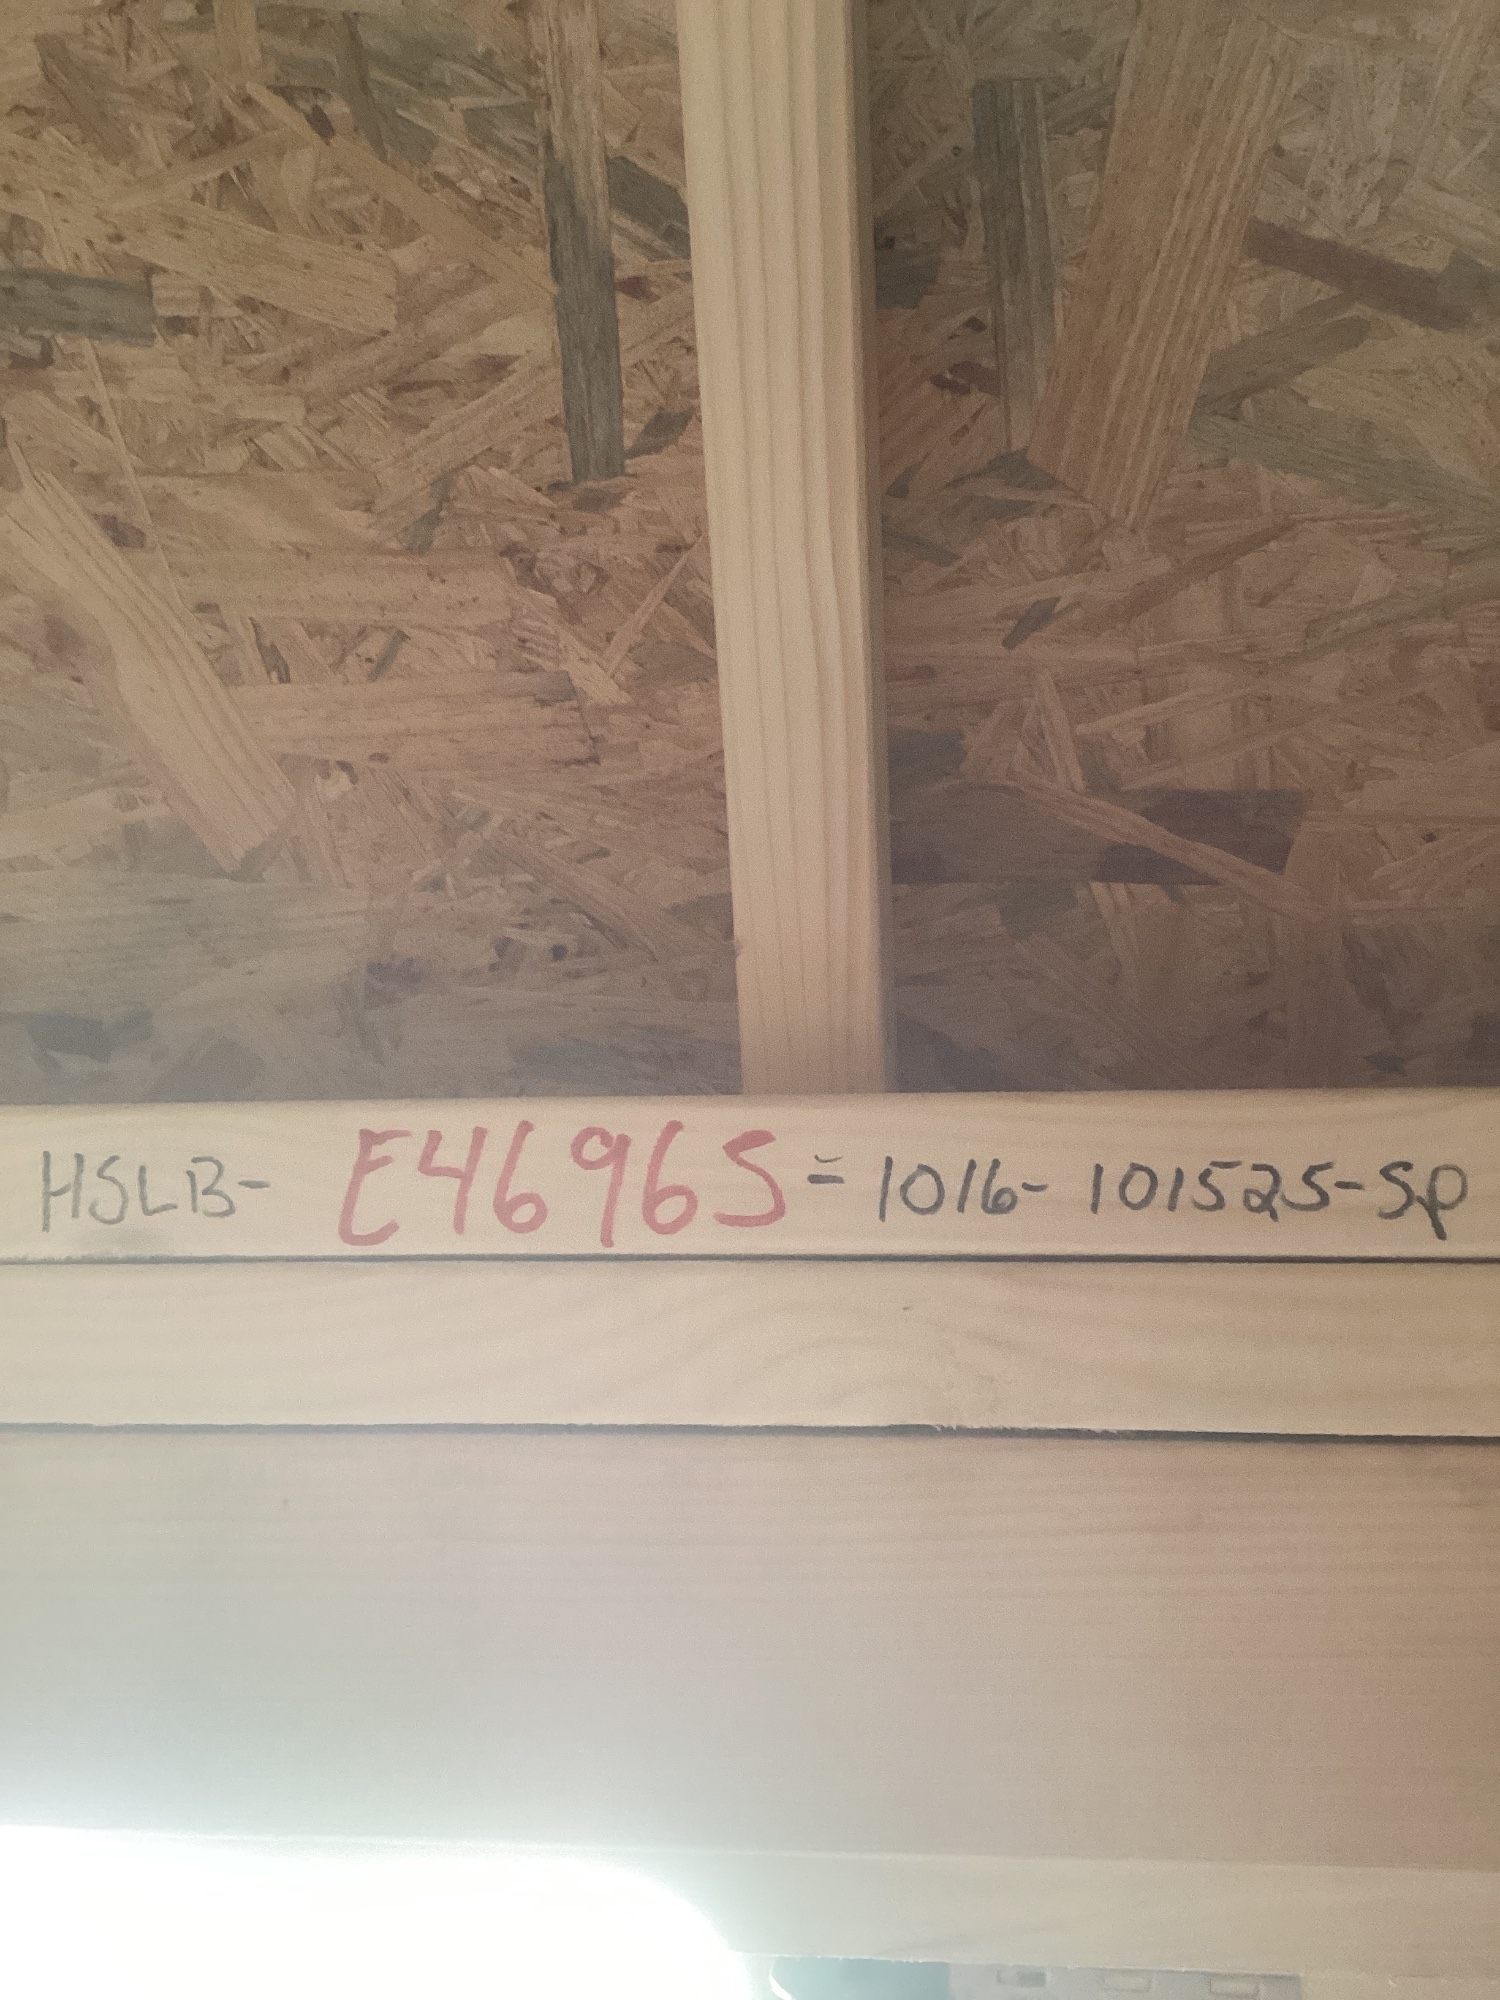 HSLB- E4696S = 1016- 101525-SP